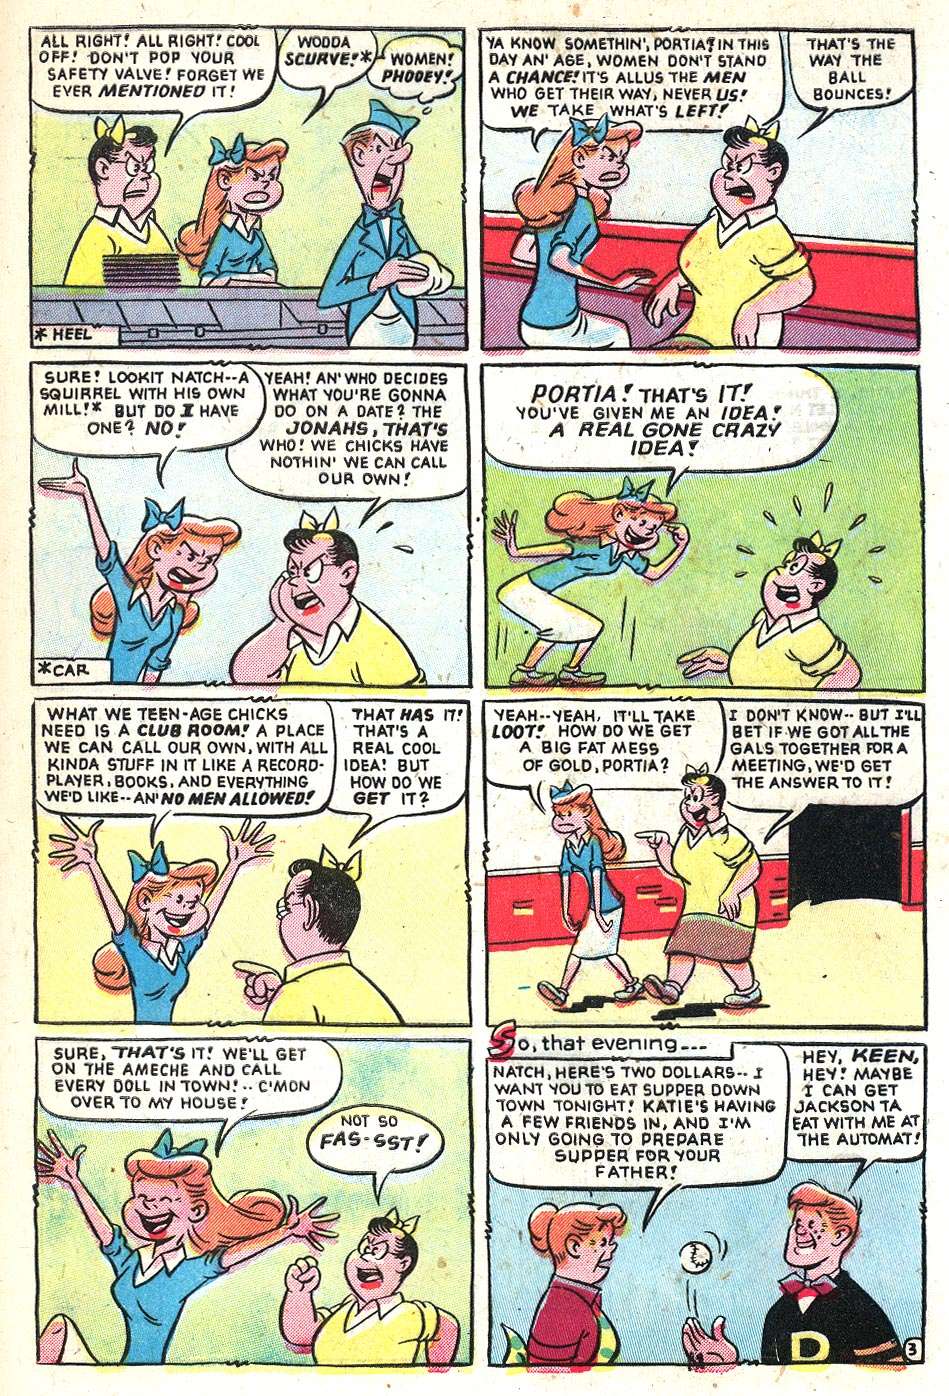 ALL RIGHT! ALL RIGHT! COOL
OFF! DON'T POP YOUR
SAFETY VALVE! FORGET WE
EVER MENTIONED IT!
WODDA
SCURVE!*
WOMEN!
PHOOEY!
* HEEL
YA KNOW SOMETHIN', PORTIA? IN THIS
DAY AN' AGE, WOMEN DON'T STAND
A CHANCE! IT'S ALLUS THE MEN
WHO GET THEIR WAY, NEVER US!
WE TAKE WHAT'S LEFT!
THAT'S THE
WAY THE
BALL
BOUNCES!
SURE! LOOKIT NATCH--A
SQUIRREL WITH HIS OWN
MILL!* BUT DO I HAVE
ONE? NO!
YEAH! AN' WHO DECIDES
WHAT YOU'RE GONNA
DO ON A DATE? THE
JONAHS, THAT'S
WHO! WE CHICKS HAVE
NOTHIN' WE CAN CALL
OUR OWN!
*CAR
PORTIA! THAT'S IT!
YOU'VE GIVEN ME AN IDEA!
A REAL GONE CRAZY
IDEA!
WHAT WE TEEN-AGE CHICKS
NEED IS A CLUB ROOM! A PLACE
WE CAN CALL OUR OWN, WITH ALL
KINDA STUFF IN IT LIKE A RECORD-
PLAYER, BOOKS, AND EVERYTHING
WE'D LIKE--AN' NO MEN ALLOWED!
THAT HAS IT!
THAT'S A
REAL COOL
IDEA! BUT
HOW DO WE
GET IT?
YEAH--YEAH, IT'LL TAKE
LOOT! HOW DO WE GET
A BIG FAT MESS
OF GOLD, PORTIA?
I DON'T KNOW--BUT I'LL
BET IF WE GOT ALL THE
GALS TOGETHER FOR A
MEETING, WE'D GET
THE ANSWER TO IT!
SURE, THAT'S IT! WE'LL GET
ON THE AMECHE AND CALL
EVERY DOLL IN TOWN!--C'MON
OVER TO MY HOUSE!
NOT SO
FAS-SST!
So, that evening---
NATCH, HERE'S TWO DOLLARS--I
WANT YOU TO EAT SUPPER DOWN
TOWN TONIGHT! KATIE'S HAVING
A FEW FRIENDS IN, AND I'M
ONLY GOING TO PREPARE
SUPPER FOR YOUR
FATHER!
HEY, KEEN,
HEY! MAYBE
I CAN GET
JACKSON TA
EAT WITH ME AT
THE AUTOMAT!
D
3